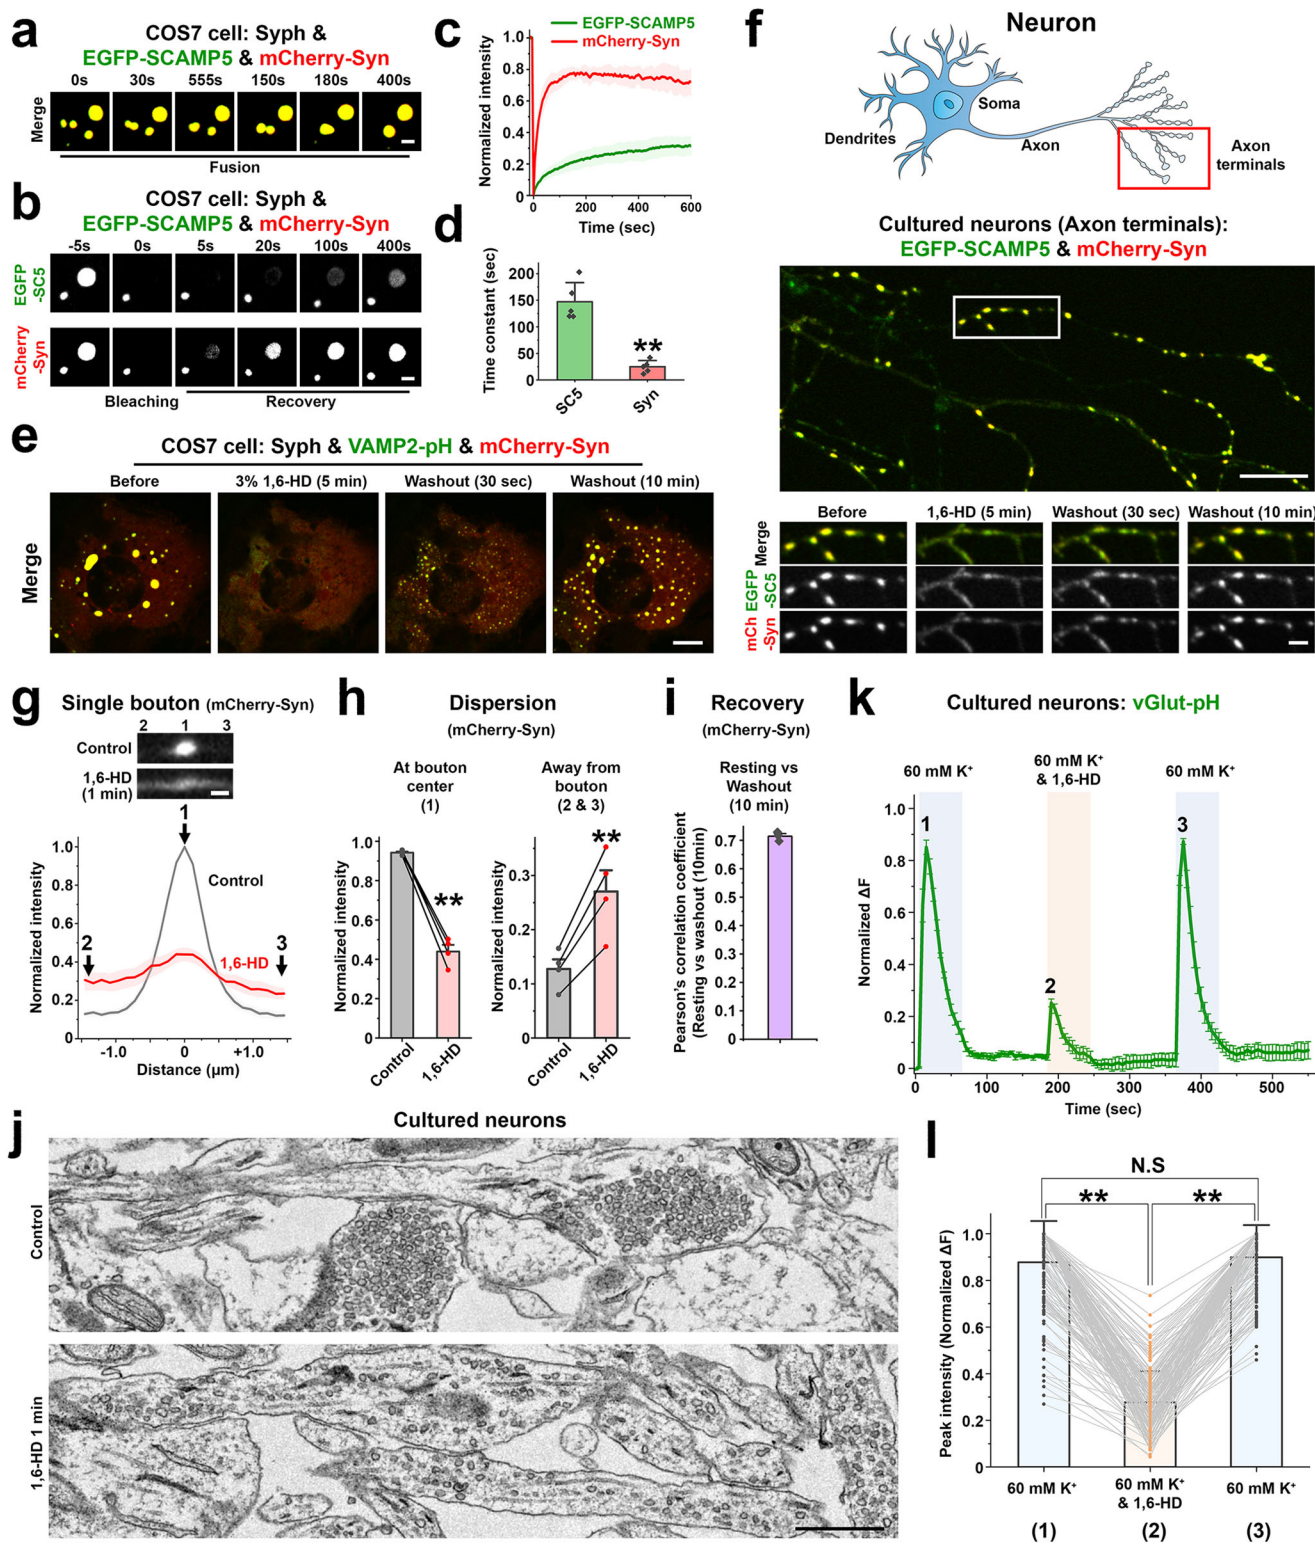 a
COS7 cell: Syph &
EGFP-SCAMP5 & mCherry-Syn
0s 30s 555s 150s 180s 400s
Merge
Fusion
b
COS7 cell: Syph &
EGFP-SCAMP5 & mCherry-Syn
-5s 0s 5s 20s 100s 400s
EGFP
-SC5
mCherry
-Syn
Bleaching Recovery
c
EGFP-SCAMP5
mCherry-Syn
Normalized intensity
1.0
0.8
0.6
0.4
0.2
0
0 200 400 600
Time (sec)
d
Time constant (sec)
200
150
100
50
0
**
SC5 Syn
e
COS7 cell: Syph & VAMP2-pH & mCherry-Syn
Before 3% 1,6-HD (5 min) Washout (30 sec) Washout (10 min)
Merge
f
Neuron
Soma
Dendrites
Axon
Axon
terminals
Cultured neurons (Axon terminals):
EGFP-SCAMP5 & mCherry-Syn
Before 1,6-HD (5 min) Washout (30 sec) Washout (10 min)
Merge
EGFP
-SC5
mCh
-Syn
g
Single bouton (mCherry-Syn)
2 1 3
Control
1,6-HD
(1 min)
1
Control
2
3
1,6-HD
Normalized intensity
1.0
0.8
0.6
0.4
0.2
0
-1.0 0 +1.0
Distance (µm)
h
Dispersion
(mCherry-Syn)
At bouton
center
(1)
Normalized intensity
1.0
0.8
0.6
0.4
0.2
0
**
Control 1,6-HD
Away from
bouton
(2 & 3)
Normalized intensity
0.3
0.2
0.1
0
**
Control 1,6-HD
i
Recovery
(mCherry-Syn)
Resting vs
Washout
(10 min)
Pearson's correlation coefficient
(Resting vs washout (10min)
0.7
0.6
0.5
0.4
0.3
0.2
0.1
0
k
Cultured neurons: vGlut-pH
60 mM K⁺
60 mM K⁺
& 1,6-HD
60 mM K⁺
1
2
3
Normalized ΔF
1.0
0.8
0.6
0.4
0.2
0
0 100 200 300 400 500
Time (sec)
j
Cultured neurons
Control
1,6-HD 1 min
l
N.S
** **
Peak intensity (Normalized ΔF)
1.0
0.8
0.6
0.4
0.2
0
60 mM K⁺ 60 mM K⁺ 60 mM K⁺
& 1,6-HD
(1) (2) (3)